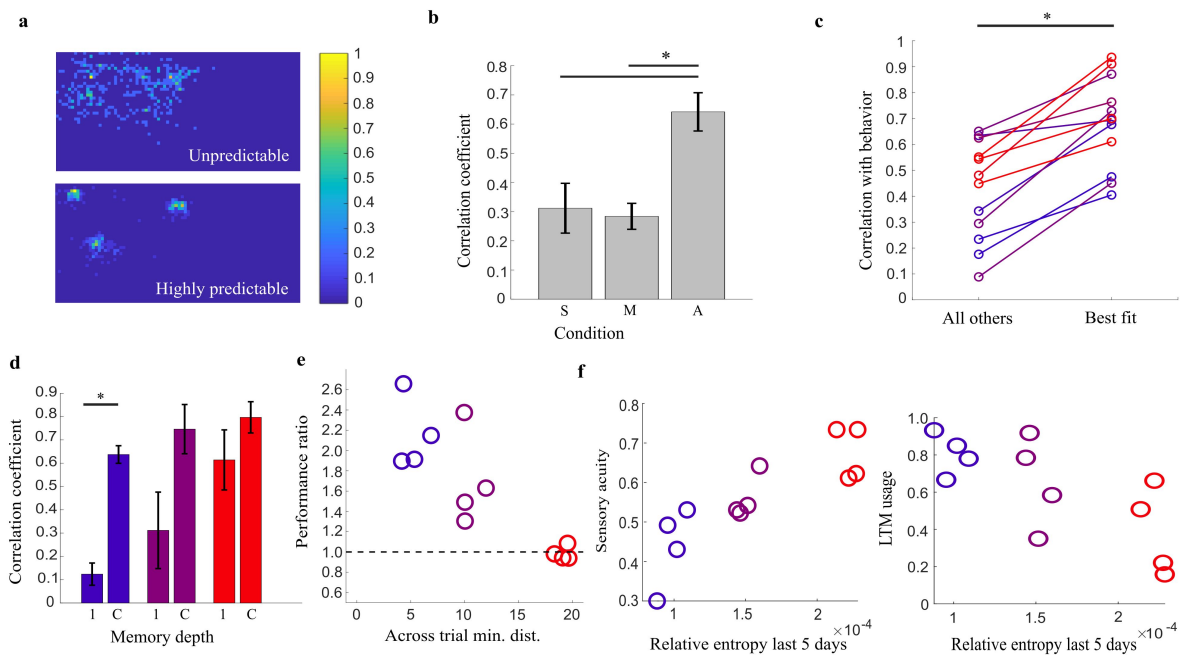 a
Unpredictable
Highly predictable
1
0.9
0.8
0.7
0.6
0.5
0.4
0.3
0.2
0.1
0
b
*
0.8
0.7
0.6
0.5
0.4
0.3
0.2
0.1
0
Correlation coefficient
S M A
Condition
c
*
1
0.9
0.8
0.7
0.6
0.5
0.4
0.3
0.2
0.1
0
Correlation with behavior
All others Best fit
d
*
0.9
0.8
0.7
0.6
0.5
0.4
0.3
0.2
0.1
0
Correlation coefficient
1 C 1 C 1 C
Memory depth
e
2.6
2.4
2.2
2.0
1.8
1.6
1.4
1.2
1.0
0.8
0.6
Performance ratio
0 5 10 15 20
Across trial min. dist.
f
0.8
0.7
0.6
0.5
0.4
0.3
Sensory acuity
1 1.5 2
×10⁻⁴
Relative entropy last 5 days
1.0
0.8
0.6
0.4
0.2
0
LTM usage
1 1.5 2
×10⁻⁴
Relative entropy last 5 days